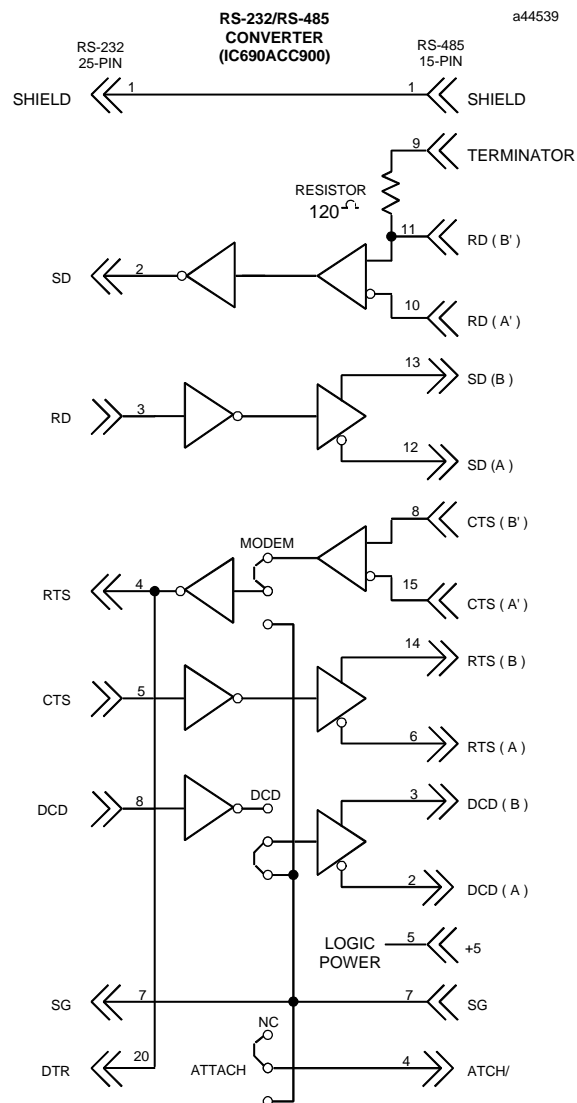 RS-232/RS-485
CONVERTER
(IC690ACC900)
a44539
RS-232
25-PIN
RS-485
15-PIN
SHIELD 1 1 SHIELD
9 TERMINATOR
RESISTOR
120 Ω
11 RD ( B' )
SD 2
10 RD ( A' )
13 SD (B )
RD 3
12 SD (A )
8 CTS ( B' )
MODEM
RTS 4
15 CTS ( A' )
14 RTS ( B )
CTS 5
6 RTS ( A )
DCD 8 DCD
3 DCD ( B )
2 DCD ( A )
LOGIC
POWER
5 +5
SG 7 7 SG
NC
DTR 20 ATTACH 4 ATCH/